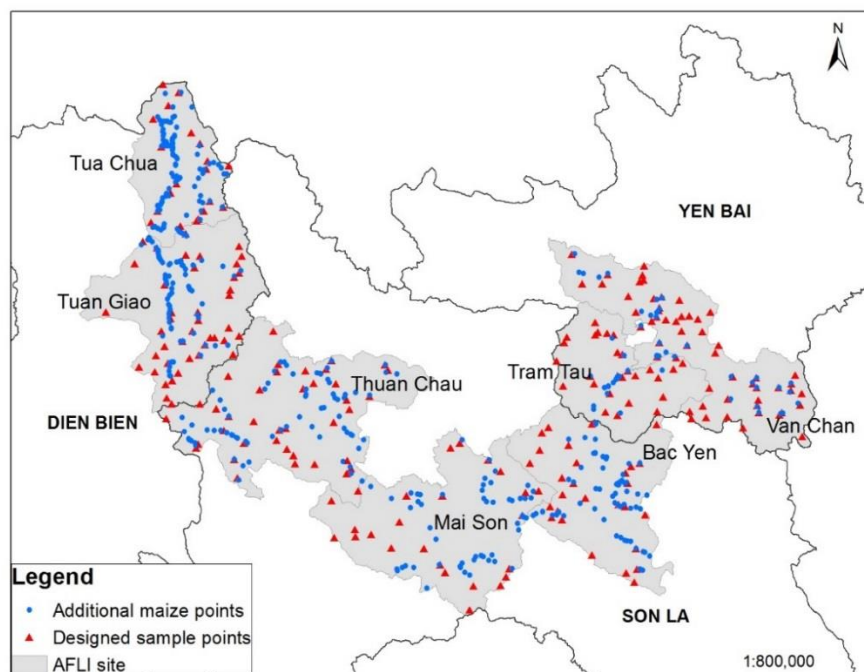 N
Tua Chua
YEN BAI
Tuan Giao
Thuan Chau
Tram Tau
DIEN BIEN
Van Chan
Bac Yen
Mai Son
Legend
Additional maize points
Designed sample points
AFLI site
SON LA
1:800,000